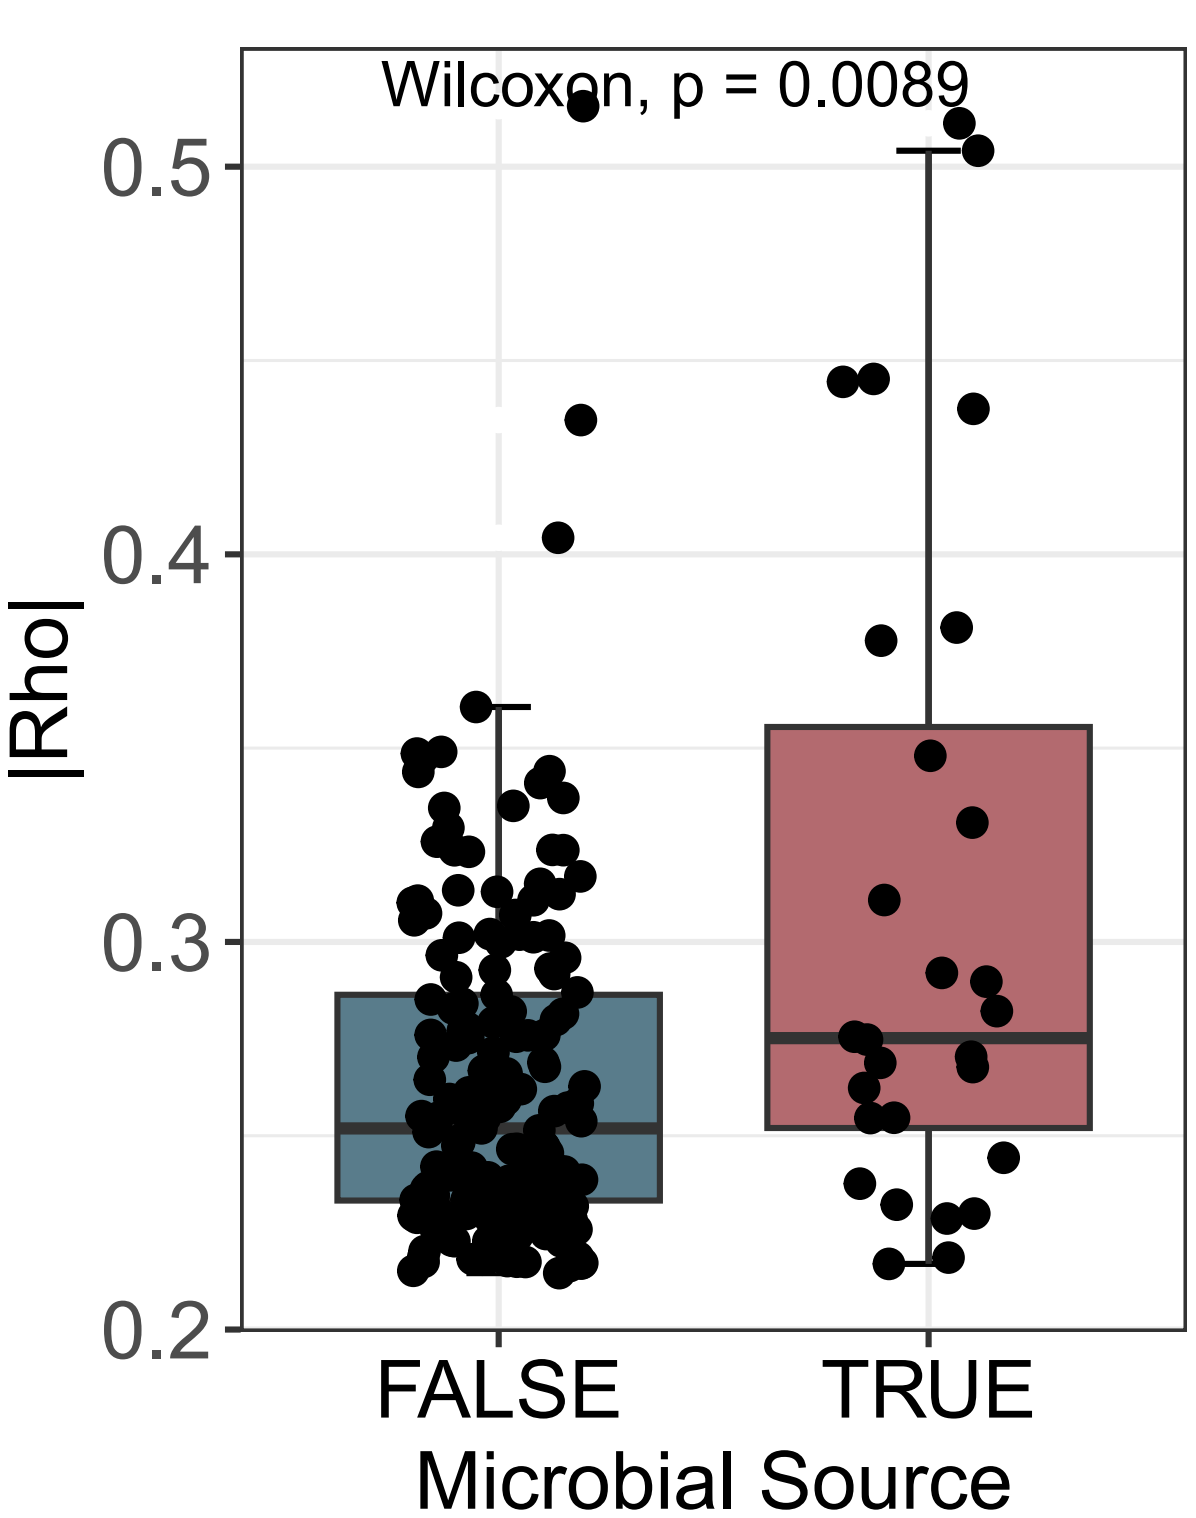 Wilcoxon, p = 0.0089
0.5
0.4
0.3
0.2
|Rho|
FALSE TRUE
Microbial Source